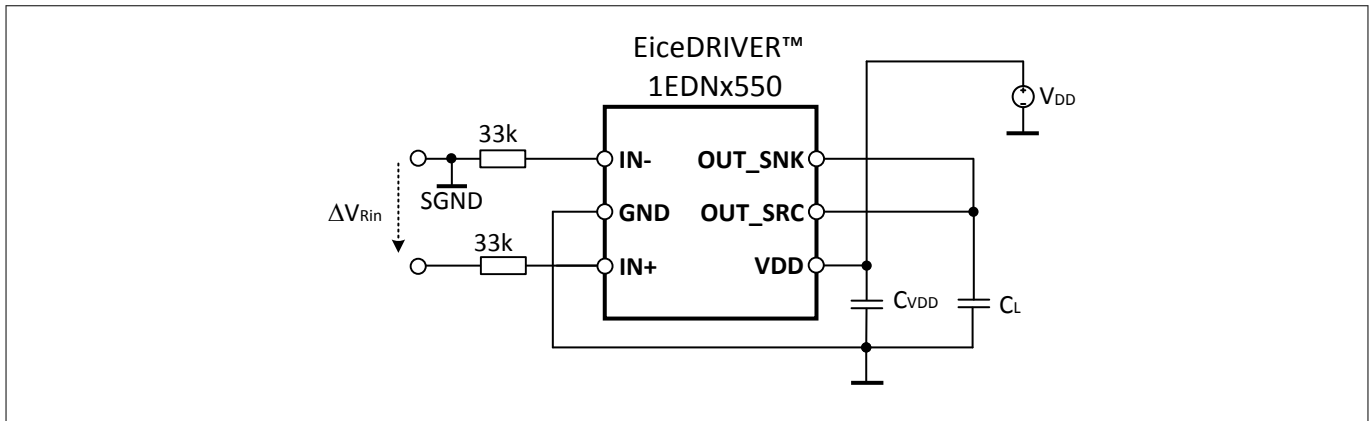 EiceDRIVER™
1EDNx550
VDD
33k
IN-
OUT_SNK
SGND
ΔVRin
GND
OUT_SRC
33k
IN+
VDD
CVDD
CL